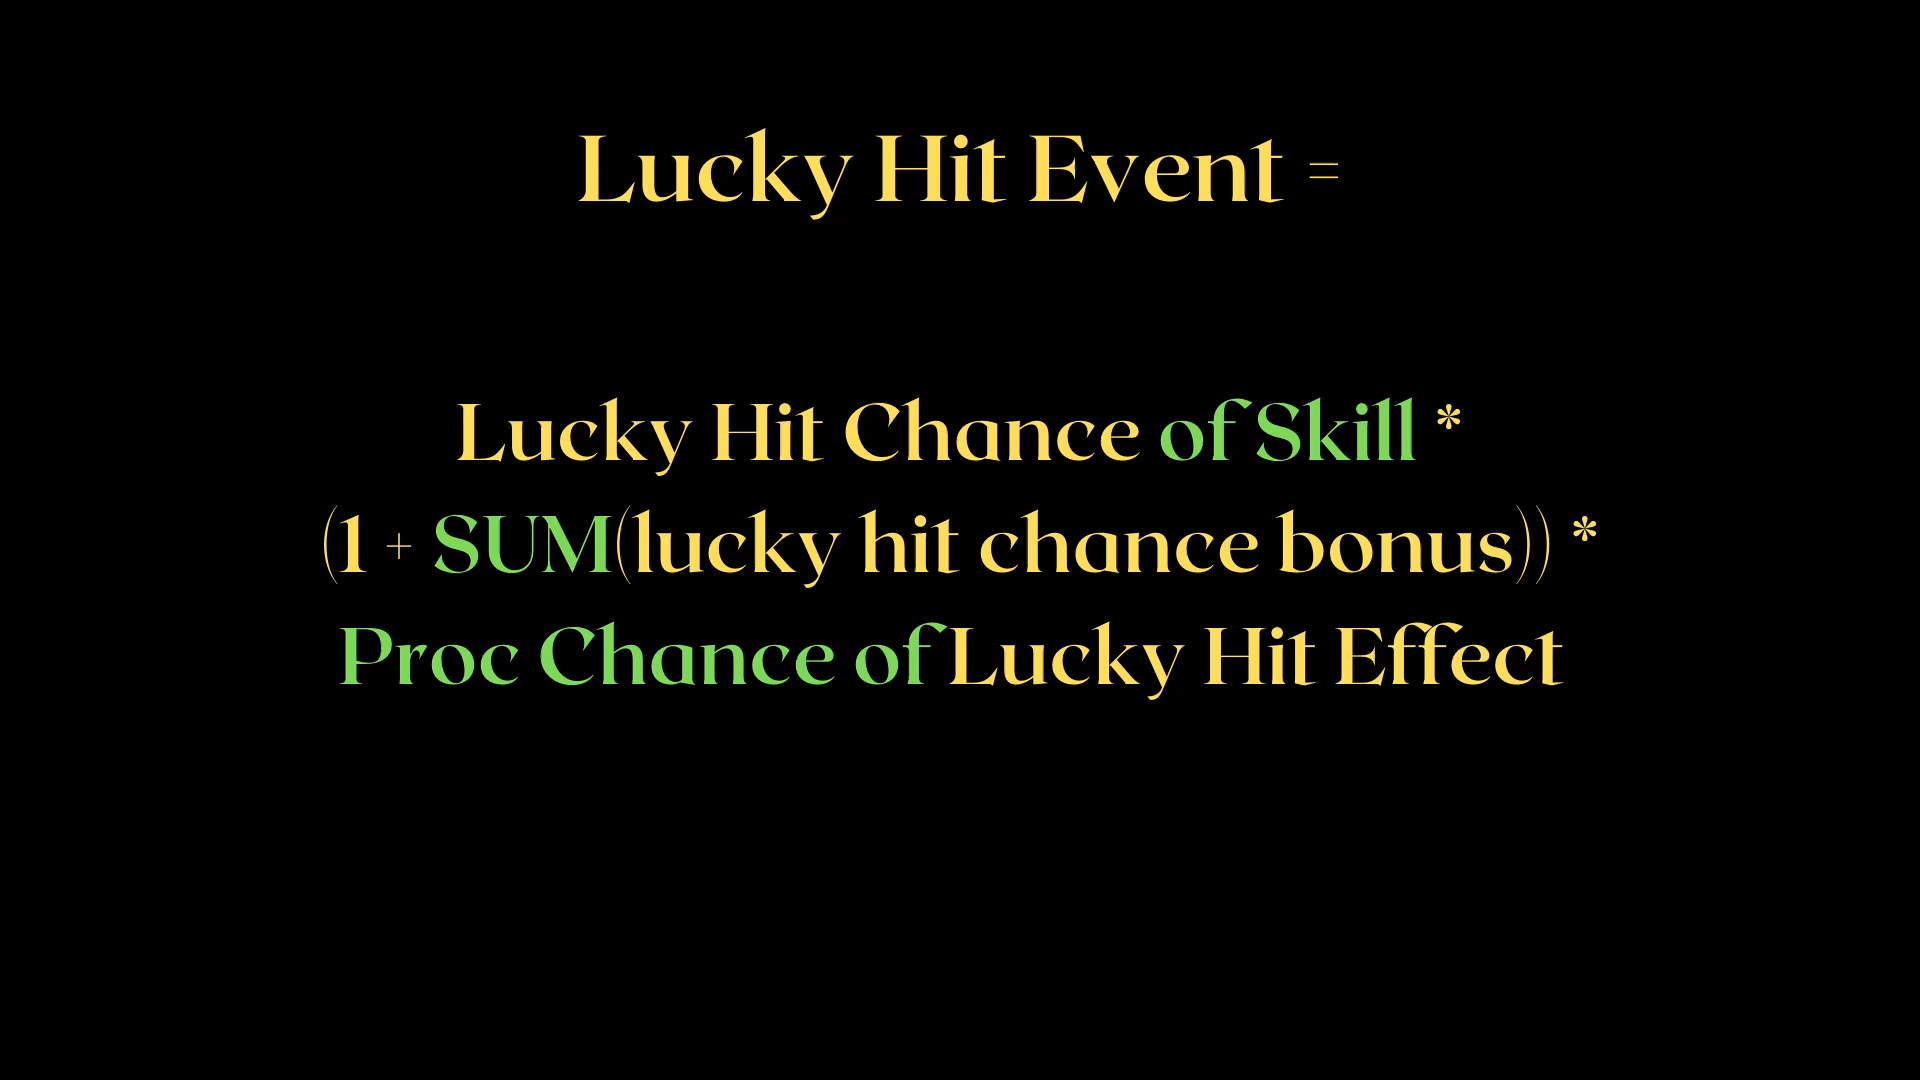 Lucky Hit Event =
Lucky Hit Chance of Skill *
(1 + SUM(lucky hit chance bonus)) *
Proc Chance of Lucky Hit Effect